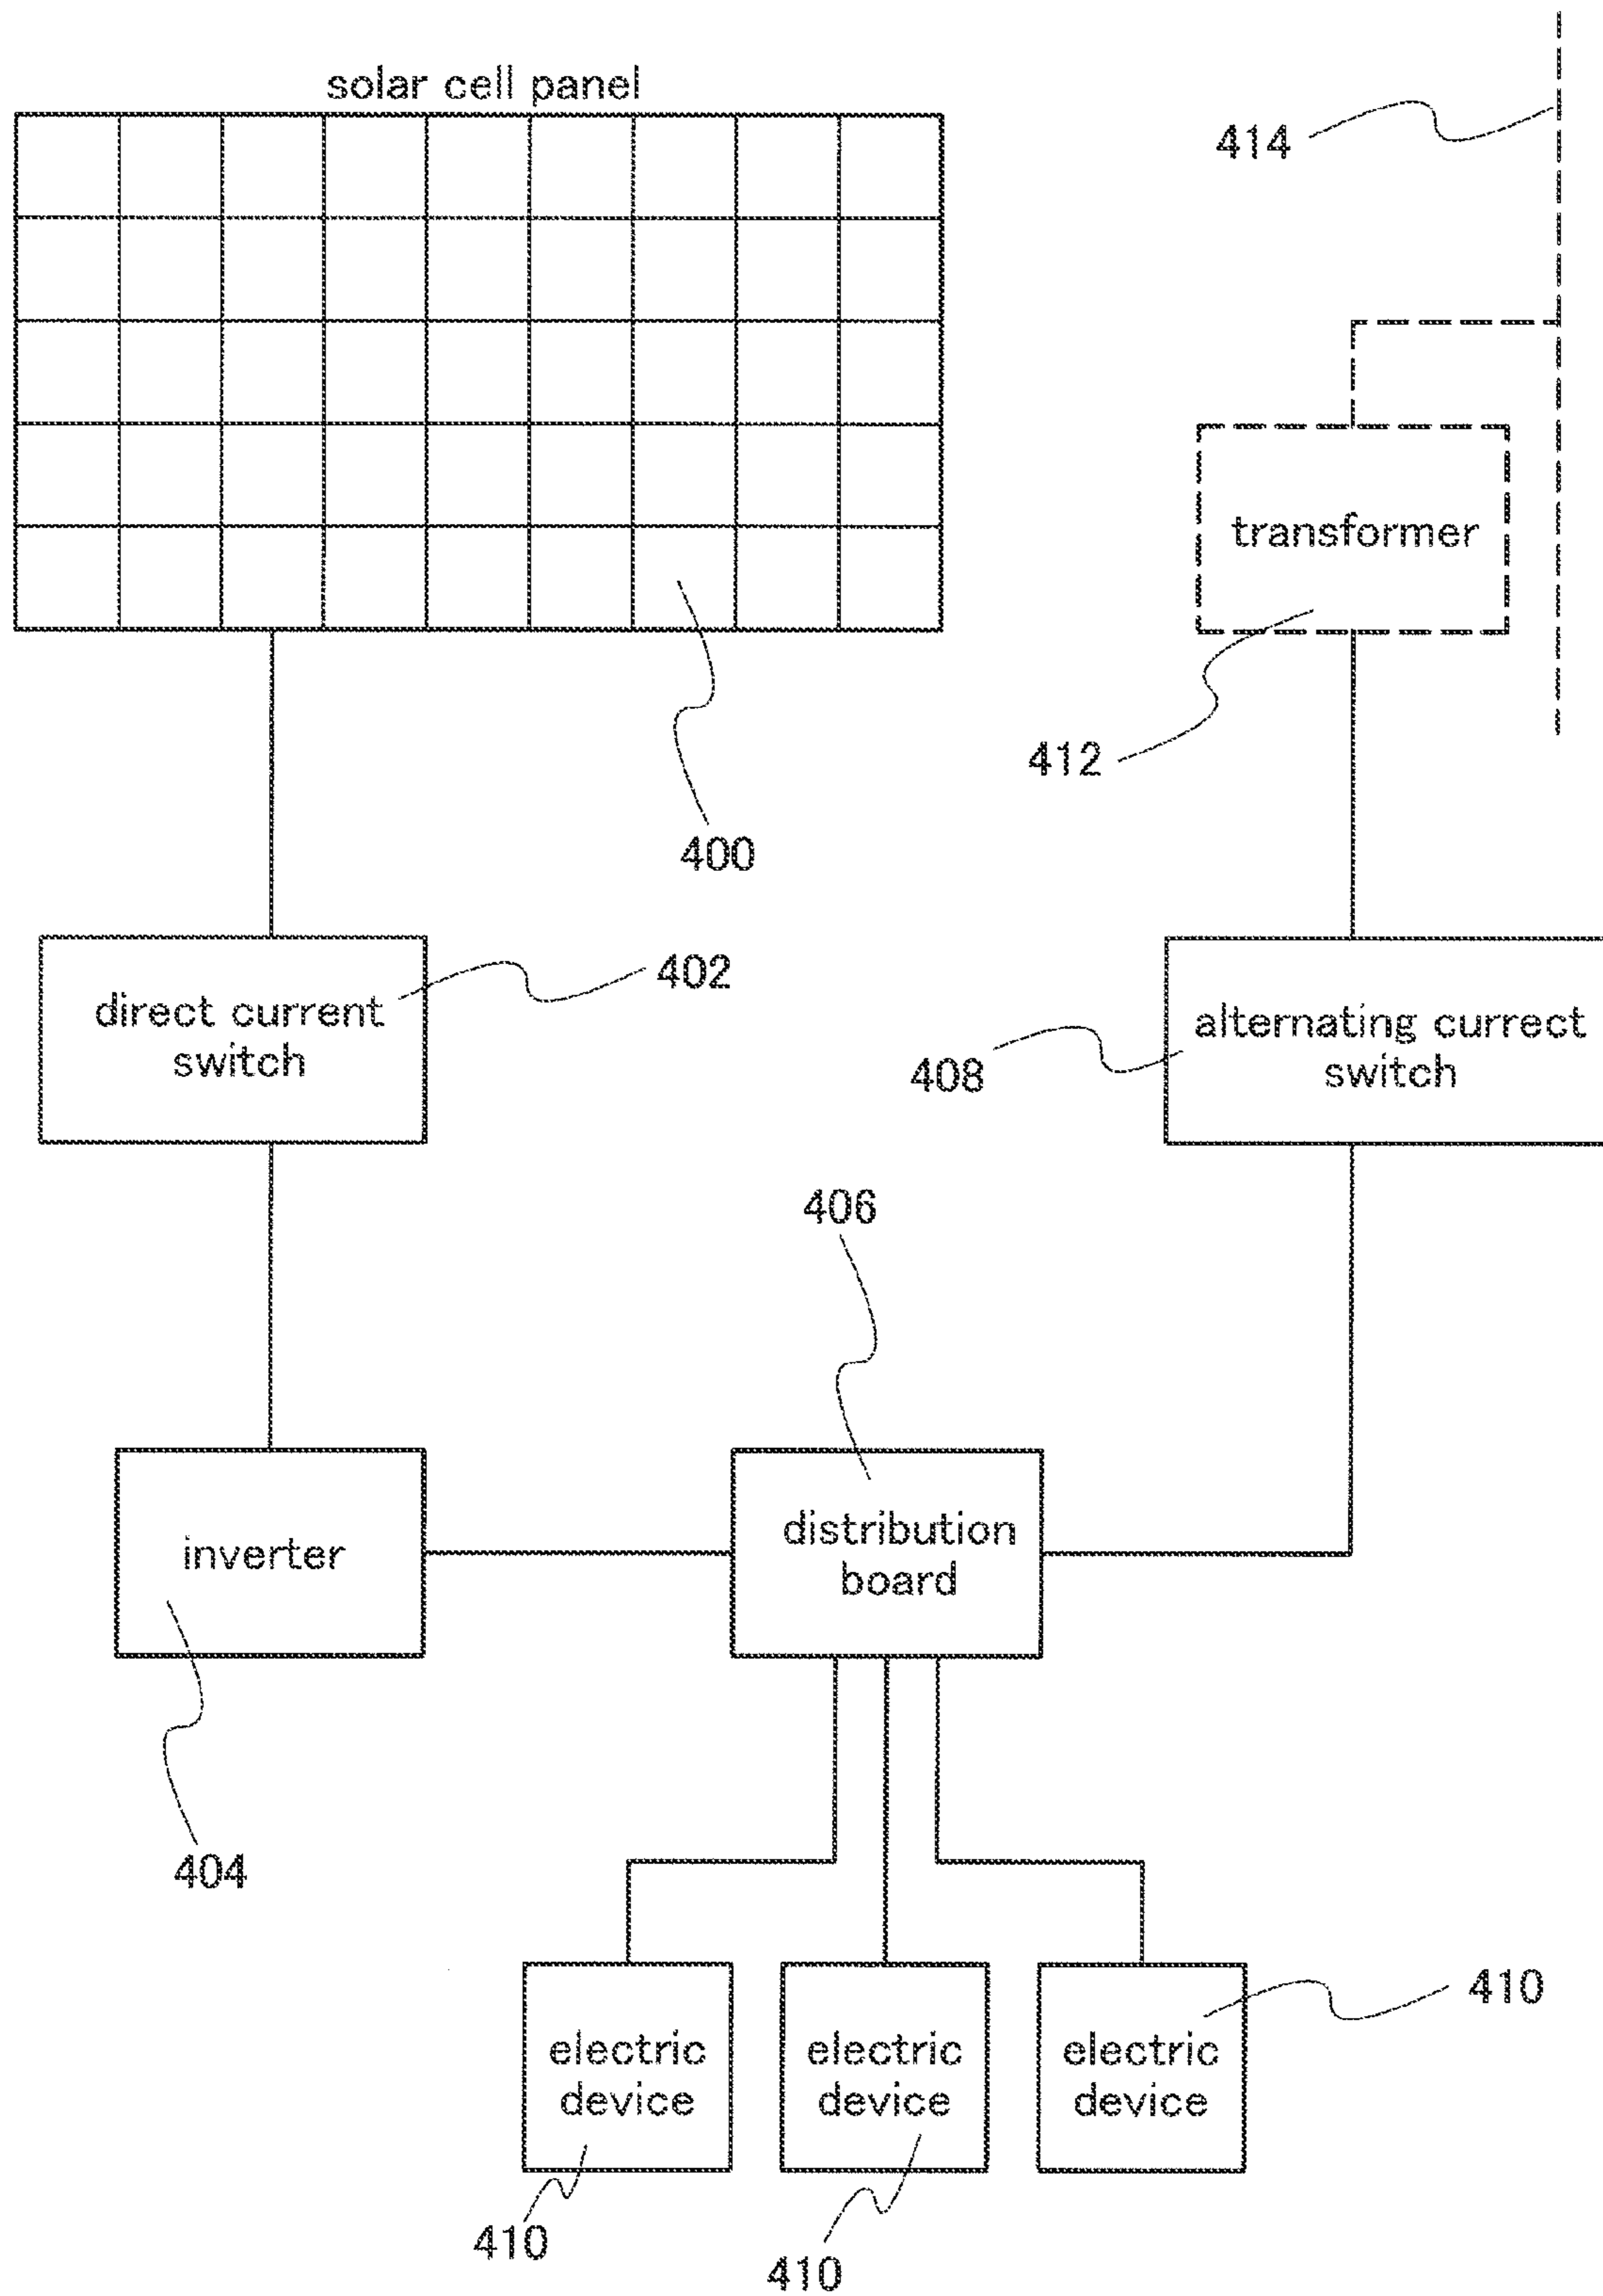 solar cell panel
414
transformer
412
400
direct current
switch
402
alternating currect
switch
408
406
inverter
distribution
board
404
electric
device
electric
device
electric
device
410
410
410